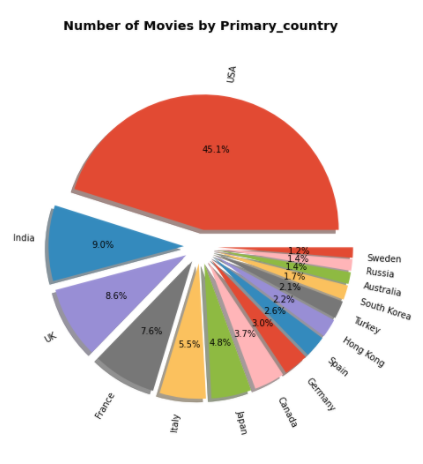 Number of Movies by Primary_country
USA
45.1%
India
9.0%
UK
8.6%
France
7.6%
Italy
5.5%
Japan
4.8%
Canada
3.7%
Germany
3.0%
Spain
2.6%
Hong Kong
2.2%
Turkey
2.1%
South Korea
1.7%
Australia
1.4%
Russia
1.4%
Sweden
1.2%